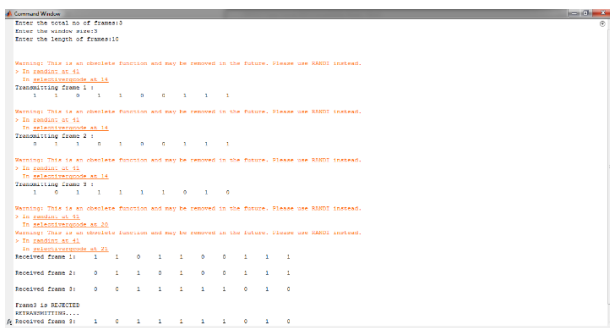 Command Window
Enter the total no of frames:3
Enter the window size:3
Enter the length of frames:10
Warning: This is an obsolete function and may be removed in the future. Please use RANDI instead.
> In randint at 41
In selectivergcode at 14
Transmitting frame 1 :
1 1 0 1 1 0 0 1 1 1
Warning: This is an obsolete function and may be removed in the future. Please use RANDI instead.
> In randint at 41
In selectivergcode at 14
Transmitting frame 2 :
0 1 1 0 1 0 0 1 1 1
Warning: This is an obsolete function and may be removed in the future. Please use RANDI instead.
> In randint at 41
In selectivergcode at 14
Transmitting frame 3 :
1 0 1 1 1 1 1 0 1 0
Warning: This is an obsolete function and may be removed in the future. Please use RANDI instead.
> In randint at 41
In selectivergcode at 20
Warning: This is an obsolete function and may be removed in the future. Please use RANDI instead.
> In randint at 41
In selectivergcode at 21
Received frame 1: 1 1 0 1 1 0 0 1 1 1
Received frame 2: 0 1 1 0 1 0 0 1 1 1
Received frame 3: 0 0 1 1 1 1 1 0 1 0
Frame3 is REJECTED
RETRANSMITTING....
fx Received frame 3: 1 0 1 1 1 1 1 0 1 0